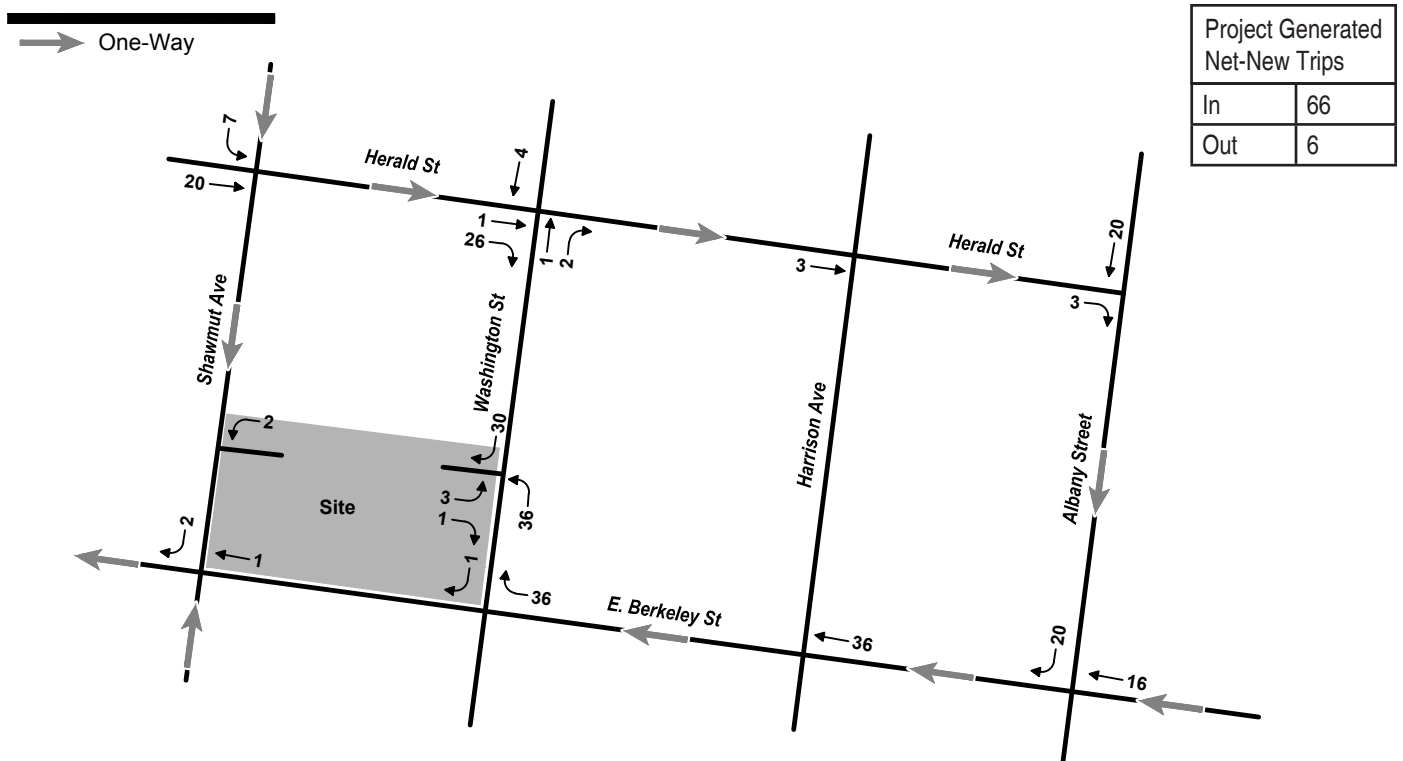 One-Way
Project Generated
Net-New Trips
In 66
Out 6
7
20
Herald St
4
1
26
1
2
3
Herald St
20
3
Shawmut Ave
Washington St
Harrison Ave
Albany Street
2
30
3
1
36
Site
2
1
1
36
E. Berkeley St
36
20
16